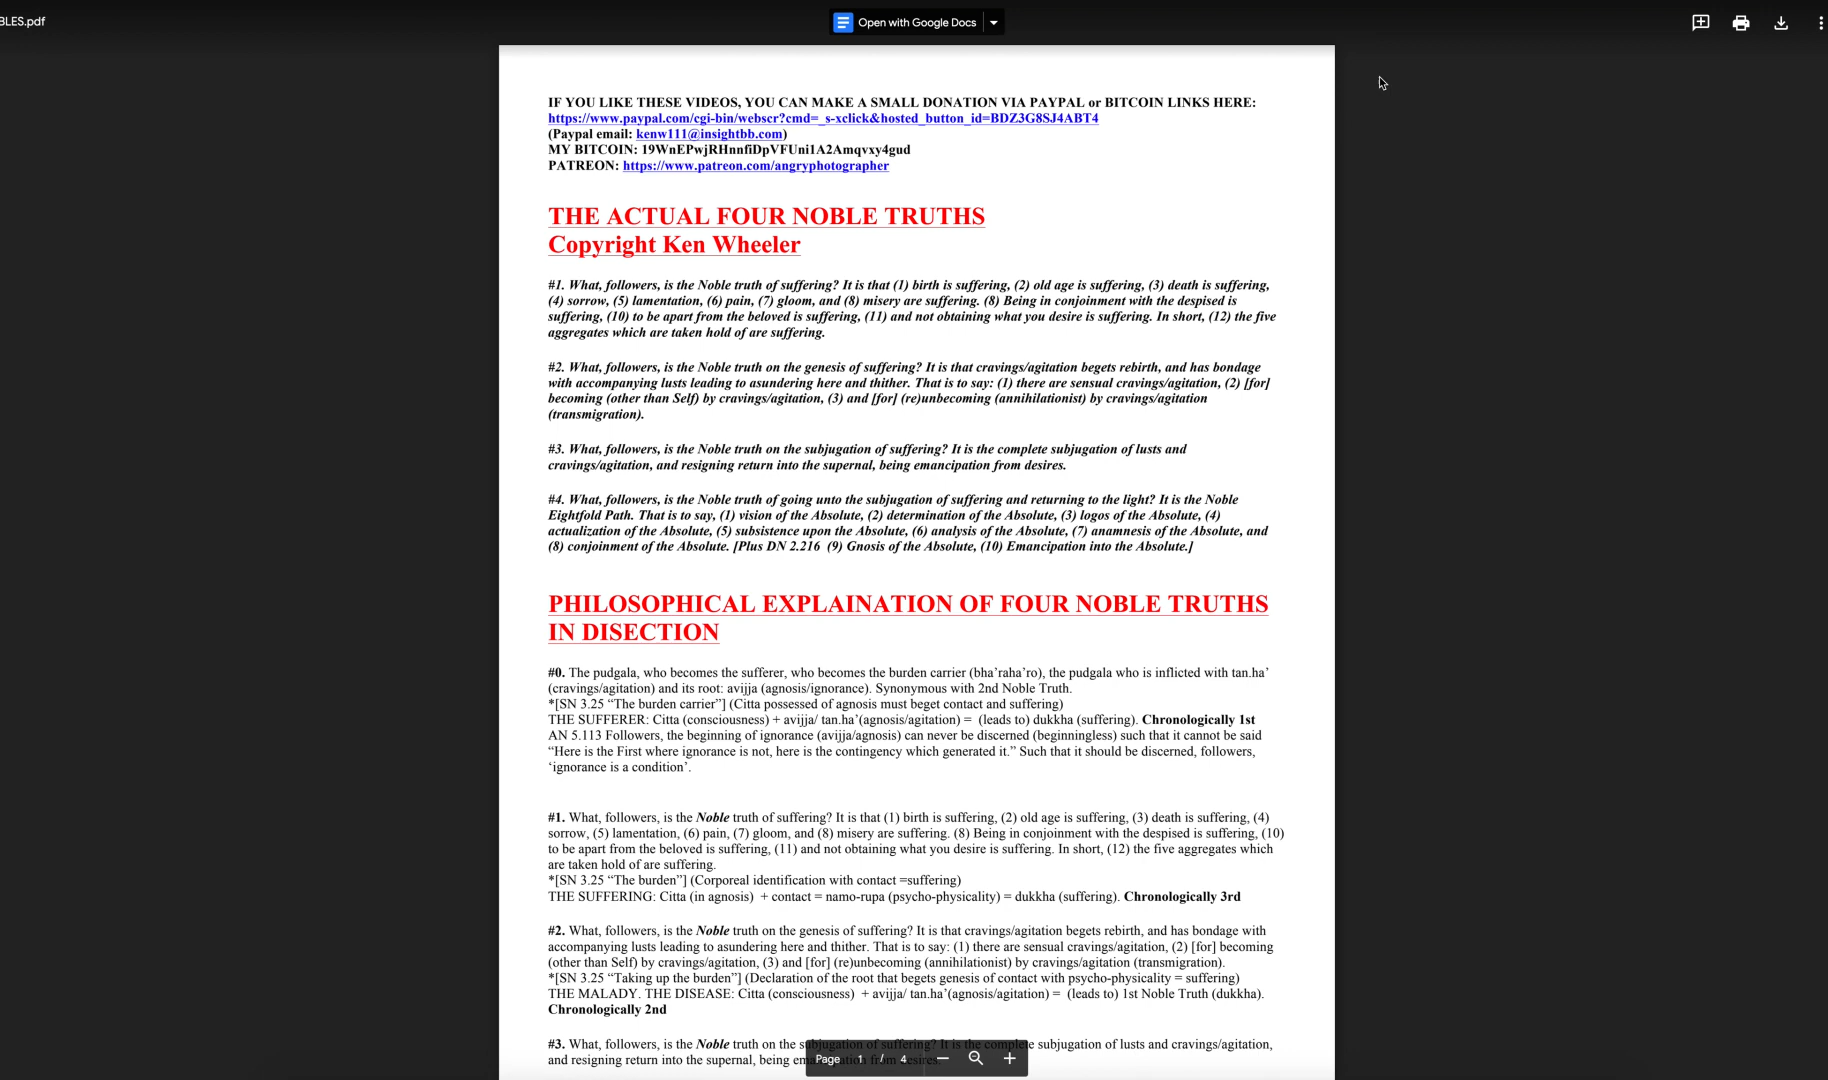 BLES.pdf
Open with Google Docs
IF YOU LIKE THESE VIDEOS, YOU CAN MAKE A SMALL DONATION VIA PAYPAL or BITCOIN LINKS HERE:
https://www.paypal.com/cgi-bin/webscr?cmd=_s-xclick&hosted_button_id=BDZ3G8SJ4ABT4
(Paypal email: kenw111@insightbb.com)
MY BITCOIN: 19WnEPwjRHnnfiDpVFUni1A2Amqvxy4gud
PATREON: https://www.patreon.com/angryphotographer
THE ACTUAL FOUR NOBLE TRUTHS
Copyright Ken Wheeler
#1. What, followers, is the Noble truth of suffering? It is that (1) birth is suffering, (2) old age is suffering, (3) death is suffering,
(4) sorrow, (5) lamentation, (6) pain, (7) gloom, and (8) misery are suffering. (8) Being in conjoinment with the despised is
suffering, (10) to be apart from the beloved is suffering, (11) and not obtaining what you desire is suffering. In short, (12) the five
aggregates which are taken hold of are suffering.
#2. What, followers, is the Noble truth on the genesis of suffering? It is that cravings/agitation begets rebirth, and has bondage
with accompanying lusts leading to asundering here and thither. That is to say: (1) there are sensual cravings/agitation, (2) [for]
becoming (other than Self) by cravings/agitation, (3) and [for] (re)unbecoming (annihilationist) by cravings/agitation
(transmigration).
#3. What, followers, is the Noble truth on the subjugation of suffering? It is the complete subjugation of lusts and
cravings/agitation, and resigning return into the supernal, being emancipation from desires.
#4. What, followers, is the Noble truth of going unto the subjugation of suffering and returning to the light? It is the Noble
Eightfold Path. That is to say, (1) vision of the Absolute, (2) determination of the Absolute, (3) logos of the Absolute, (4)
actualization of the Absolute, (5) subsistence upon the Absolute, (6) analysis of the Absolute, (7) anamnesis of the Absolute, and
(8) conjoinment of the Absolute. [Plus DN 2.216 (9) Gnosis of the Absolute, (10) Emancipation into the Absolute.]
PHILOSOPHICAL EXPLAINATION OF FOUR NOBLE TRUTHS
IN DISECTION
#0. The pudgala, who becomes the sufferer, who becomes the burden carrier (bha’raha’ro), the pudgala who is inflicted with tan.ha’
(cravings/agitation) and its root: avijja (agnosis/ignorance). Synonymous with 2nd Noble Truth.
*[SN 3.25 “The burden carrier”] (Citta possessed of agnosis must beget contact and suffering)
THE SUFFERER: Citta (consciousness) + avijja/ tan.ha’(agnosis/agitation) = (leads to) dukkha (suffering). Chronologically 1st
AN 5.113 Followers, the beginning of ignorance (avijja/agnosis) can never be discerned (beginningless) such that it cannot be said
“Here is the First where ignorance is not, here is the contingency which generated it.” Such that it should be discerned, followers,
‘ignorance is a condition’.
#1. What, followers, is the Noble truth of suffering? It is that (1) birth is suffering, (2) old age is suffering, (3) death is suffering, (4)
sorrow, (5) lamentation, (6) pain, (7) gloom, and (8) misery are suffering. (8) Being in conjoinment with the despised is suffering, (10)
to be apart from the beloved is suffering, (11) and not obtaining what you desire is suffering. In short, (12) the five aggregates which
are taken hold of are suffering.
*[SN 3.25 “The burden”] (Corporeal identification with contact =suffering)
THE SUFFERING: Citta (in agnosis) + contact = namo-rupa (psycho-physicality) = dukkha (suffering). Chronologically 3rd
#2. What, followers, is the Noble truth on the genesis of suffering? It is that cravings/agitation begets rebirth, and has bondage with
accompanying lusts leading to asundering here and thither. That is to say: (1) there are sensual cravings/agitation, (2) [for] becoming
(other than Self) by cravings/agitation, (3) and [for] (re)unbecoming (annihilationist) by cravings/agitation (transmigration).
*[SN 3.25 “Taking up the burden”] (Declaration of the root that begets genesis of contact with psycho-physicality = suffering)
THE MALADY. THE DISEASE: Citta (consciousness) + avijja/ tan.ha’(agnosis/agitation) = (leads to) 1st Noble Truth (dukkha).
Chronologically 2nd
#3. What, followers, is the Noble truth on the subjugation of suffering? It is the complete subjugation of lusts and cravings/agitation,
and resigning return into the supernal, being emancipation from desires.
Page 1 / 4